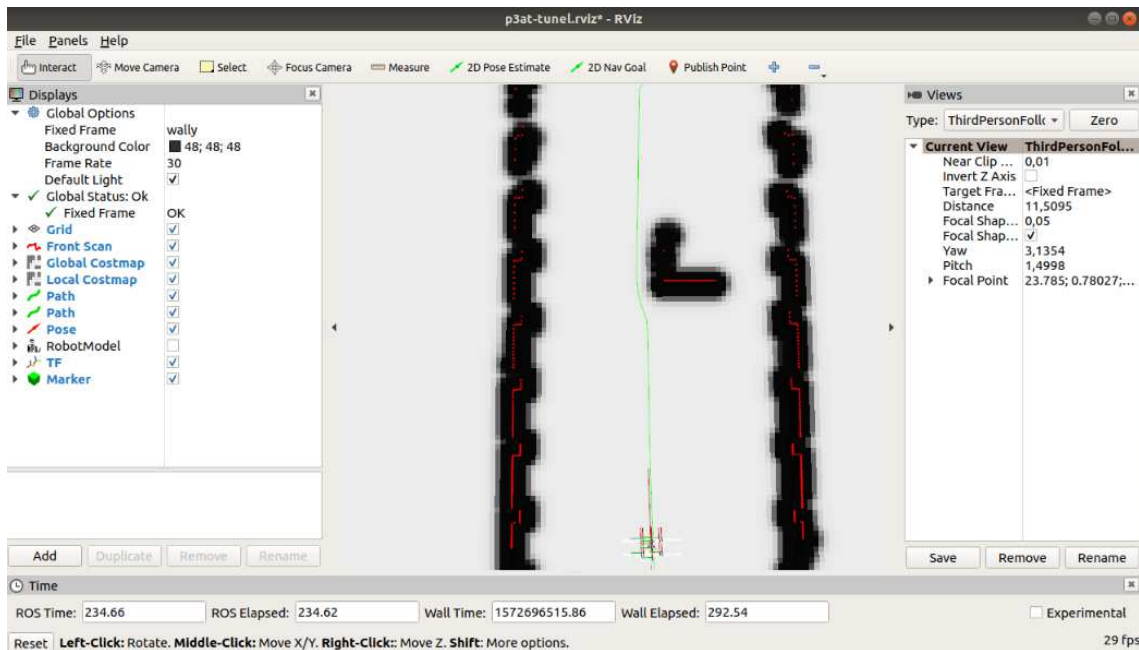 p3at-tunel.rviz* - RViz
File Panels Help
Interact Move Camera Select Focus Camera Measure 2D Pose Estimate 2D Nav Goal Publish Point
Displays
Global Options
Fixed Frame wally
Background Color 48; 48; 48
Frame Rate 30
Default Light
Global Status: Ok
Fixed Frame OK
Grid
Front Scan
Global Costmap
Local Costmap
Path
Path
Pose
RobotModel
TF
Marker
Add Duplicate Remove Rename
Views
Type: ThirdPersonFoll Zero
Current View ThirdPersonFol...
Near Clip ... 0,01
Invert Z Axis
Target Fra... <Fixed Frame>
Distance 11,5095
Focal Shap... 0,05
Focal Shap...
Yaw 3,1354
Pitch 1,4998
Focal Point 23.785; 0.78027;...
Save Remove Rename
Time
ROS Time: 234.66 ROS Elapsed: 234.62 Wall Time: 1572696515.86 Wall Elapsed: 292.54 Experimental
Reset Left-Click: Rotate. Middle-Click: Move X/Y. Right-Click:: Move Z. Shift: More options. 29 fps